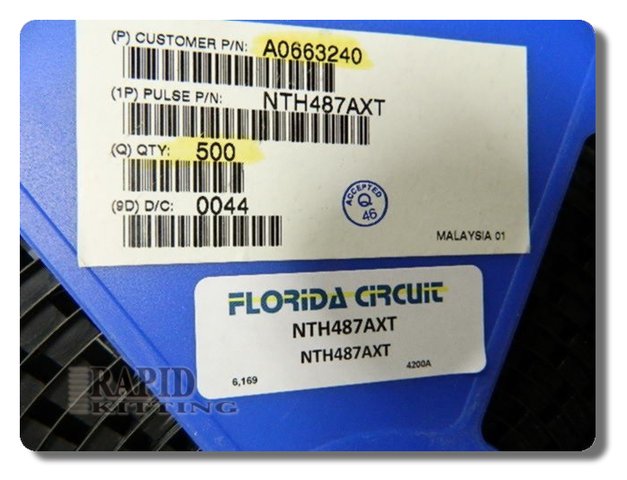 (P) CUSTOMER P/N: A0663240
(1P) PULSE P/N: NTH487AXT
(Q) QTY: 500
(9D) D/C: 0044
ACCEPTED
Q
46
MALAYSIA 01
FLORIDA CIRCUIT
NTH487AXT
NTH487AXT
6,169 4200A
RAPID
KITTING